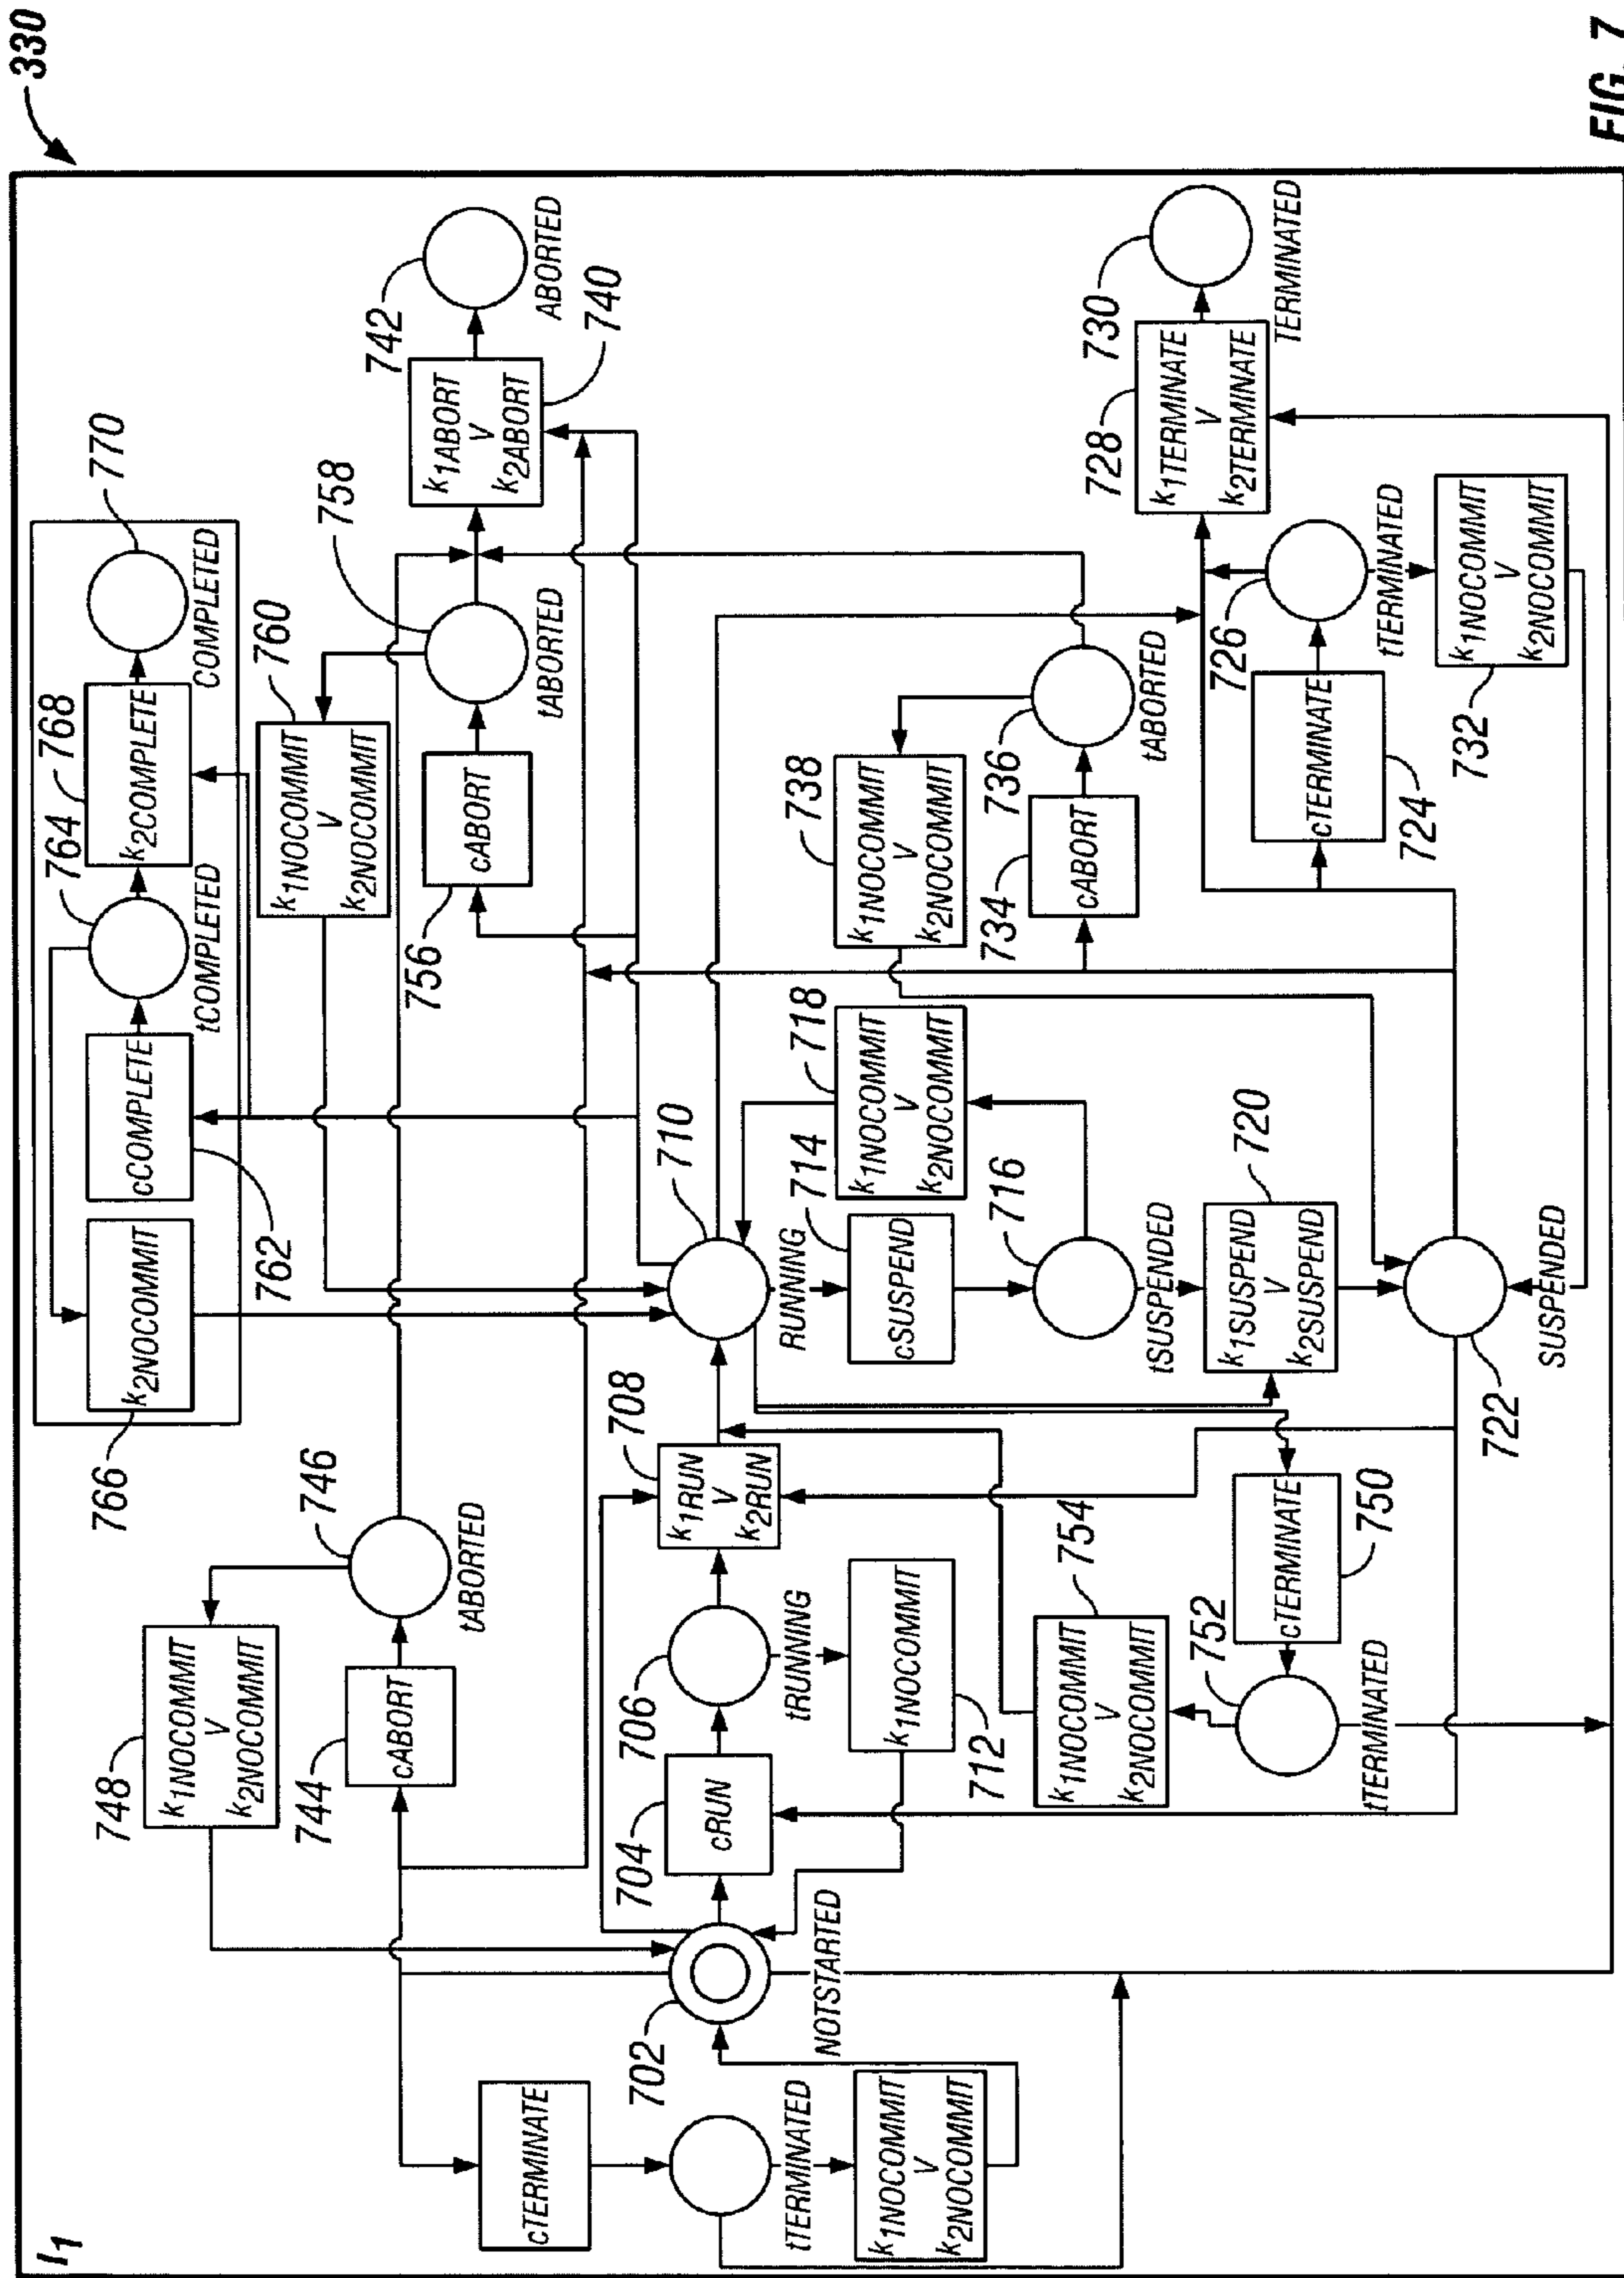 330
I1
766
k2NOCOMMIT
762
cCOMPLETE
tCOMPLETED
764
768
k2COMPLETE
COMPLETED
770
748
k1NOCOMMIT
V
k2NOCOMMIT
744
cABORT
746
tABORTED
760
k1NOCOMMIT
V
k2NOCOMMIT
756
cABORT
758
tABORTED
742
k1ABORT
V
k2ABORT
740
ABORTED
cTERMINATE
tTERMINATED
k1NOCOMMIT
V
k2NOCOMMIT
702
NOTSTARTED
704
cRUN
706
tRUNNING
k1NOCOMMIT
712
708
k1RUN
V
k2RUN
710
RUNNING
714
cSUSPEND
718
k1NOCOMMIT
V
k2NOCOMMIT
716
tSUSPENDED
738
k1NOCOMMIT
V
k2NOCOMMIT
734
cABORT
736
tABORTED
754
k1NOCOMMIT
V
k2NOCOMMIT
752
tTERMINATED
cTERMINATE
750
720
k1SUSPEND
V
k2SUSPEND
722
SUSPENDED
cTERMINATE
724
726
tTERMINATED
728
k1TERMINATE
V
k2TERMINATE
730
TERMINATED
k1NOCOMMIT
V
k2NOCOMMIT
732
FIG. 7